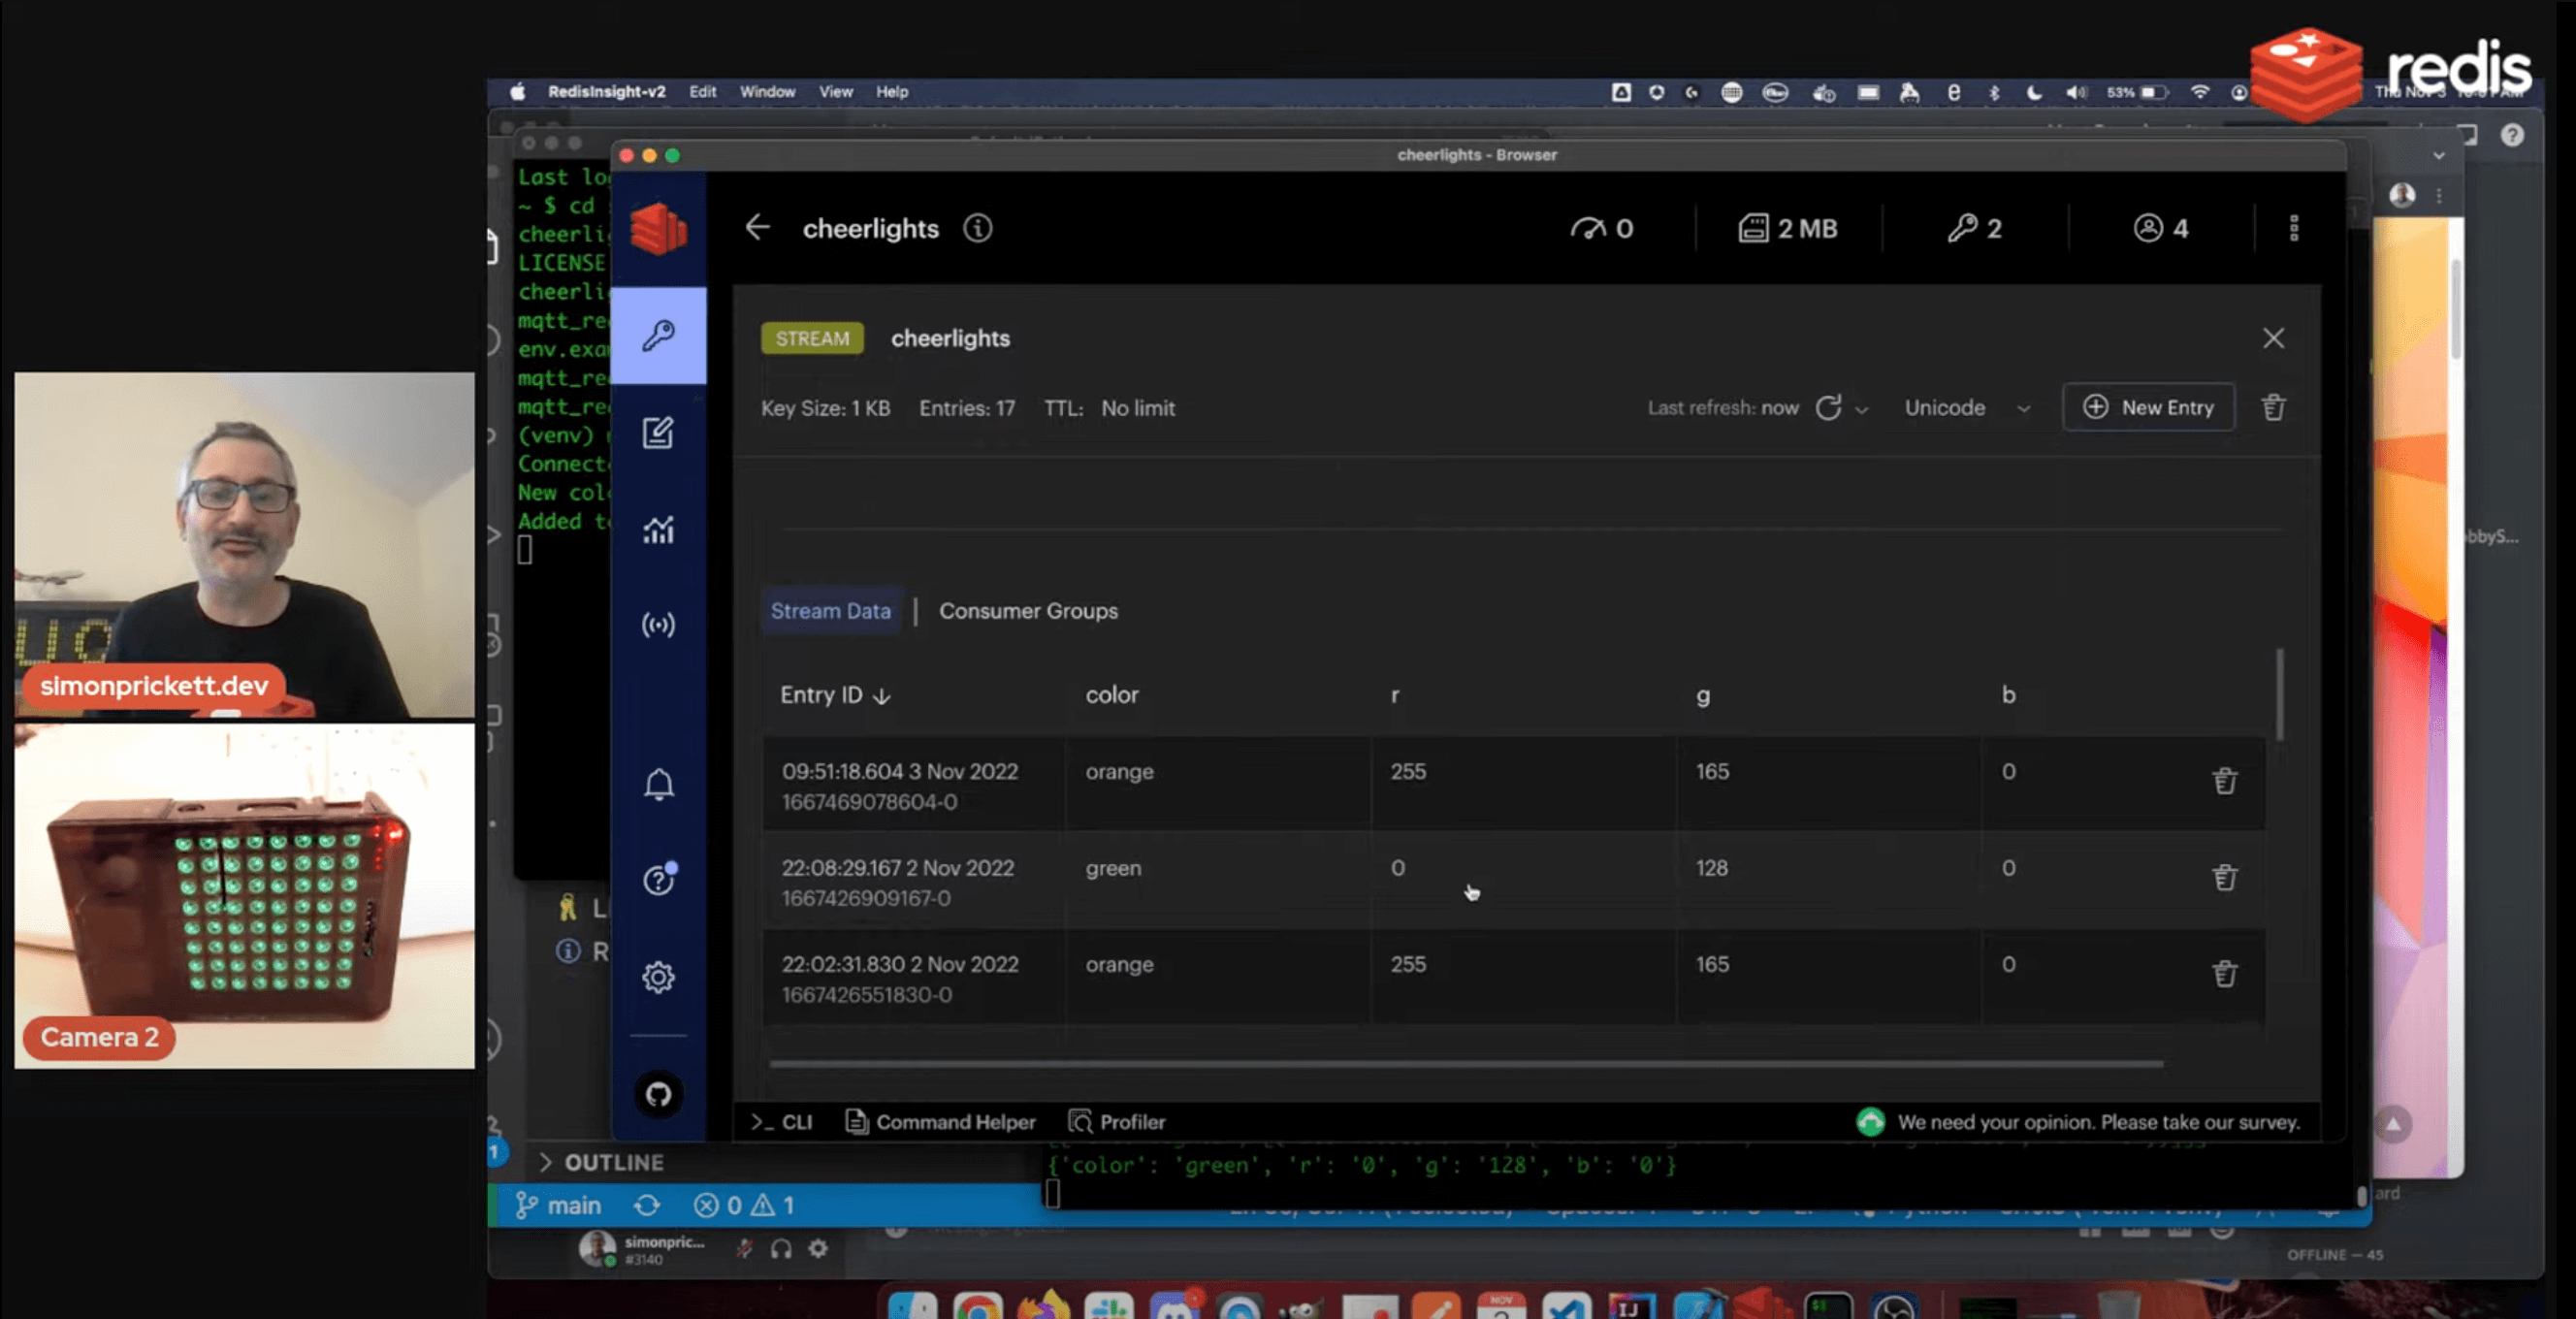 redis
RedisInsight-v2 Edit Window View Help
53%
cheerlights - Browser
Last lo
~ $ cd
cheerli
LICENSE
cheerli
mqtt_re
env.exa
mqtt_re
mqtt_re
(venv)
Connect
New col
Added t
cheerlights
0
2 MB
2
4
STREAM cheerlights
Key Size: 1 KB Entries: 17 TTL: No limit
Last refresh: now
Unicode
New Entry
Stream Data | Consumer Groups
Entry ID color r g b
09:51:18.604 3 Nov 2022 orange 255 165 0
1667469078604-0
22:08:29.167 2 Nov 2022 green 0 128 0
1667426909167-0
22:02:31.830 2 Nov 2022 orange 255 165 0
1667426551830-0
>_ CLI Command Helper Profiler
We need your opinion. Please take our survey.
simonprickett.dev
Camera 2
obbyS...
L
R
1
OUTLINE
{'color': 'green', 'r': '0', 'g': '128', 'b': '0'}
main 0 1
simonpric...
#3140
OFFLINE — 45
NOV
3
IJ